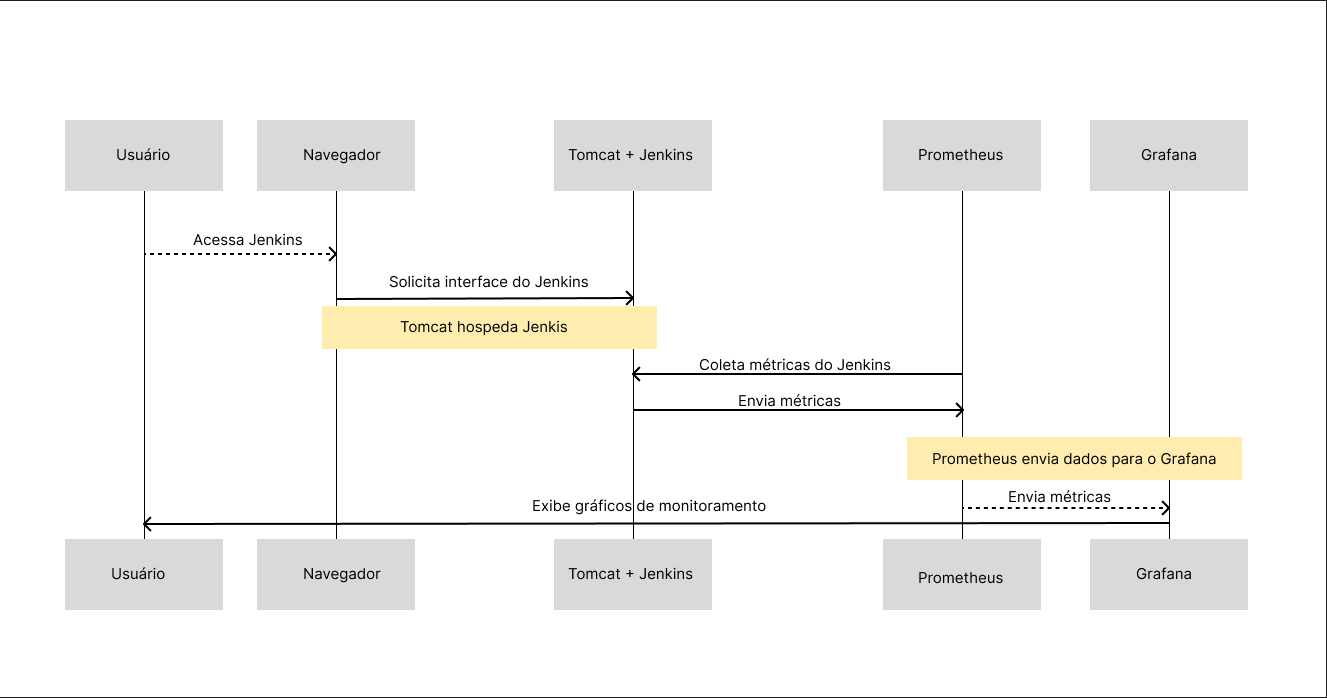 Usuário
Navegador
Tomcat + Jenkins
Prometheus
Grafana
Acessa Jenkins
Solicita interface do Jenkins
Tomcat hospeda Jenkis
Coleta métricas do Jenkins
Envia métricas
Prometheus envia dados para o Grafana
Envia métricas
Exibe gráficos de monitoramento
Usuário
Navegador
Tomcat + Jenkins
Prometheus
Grafana